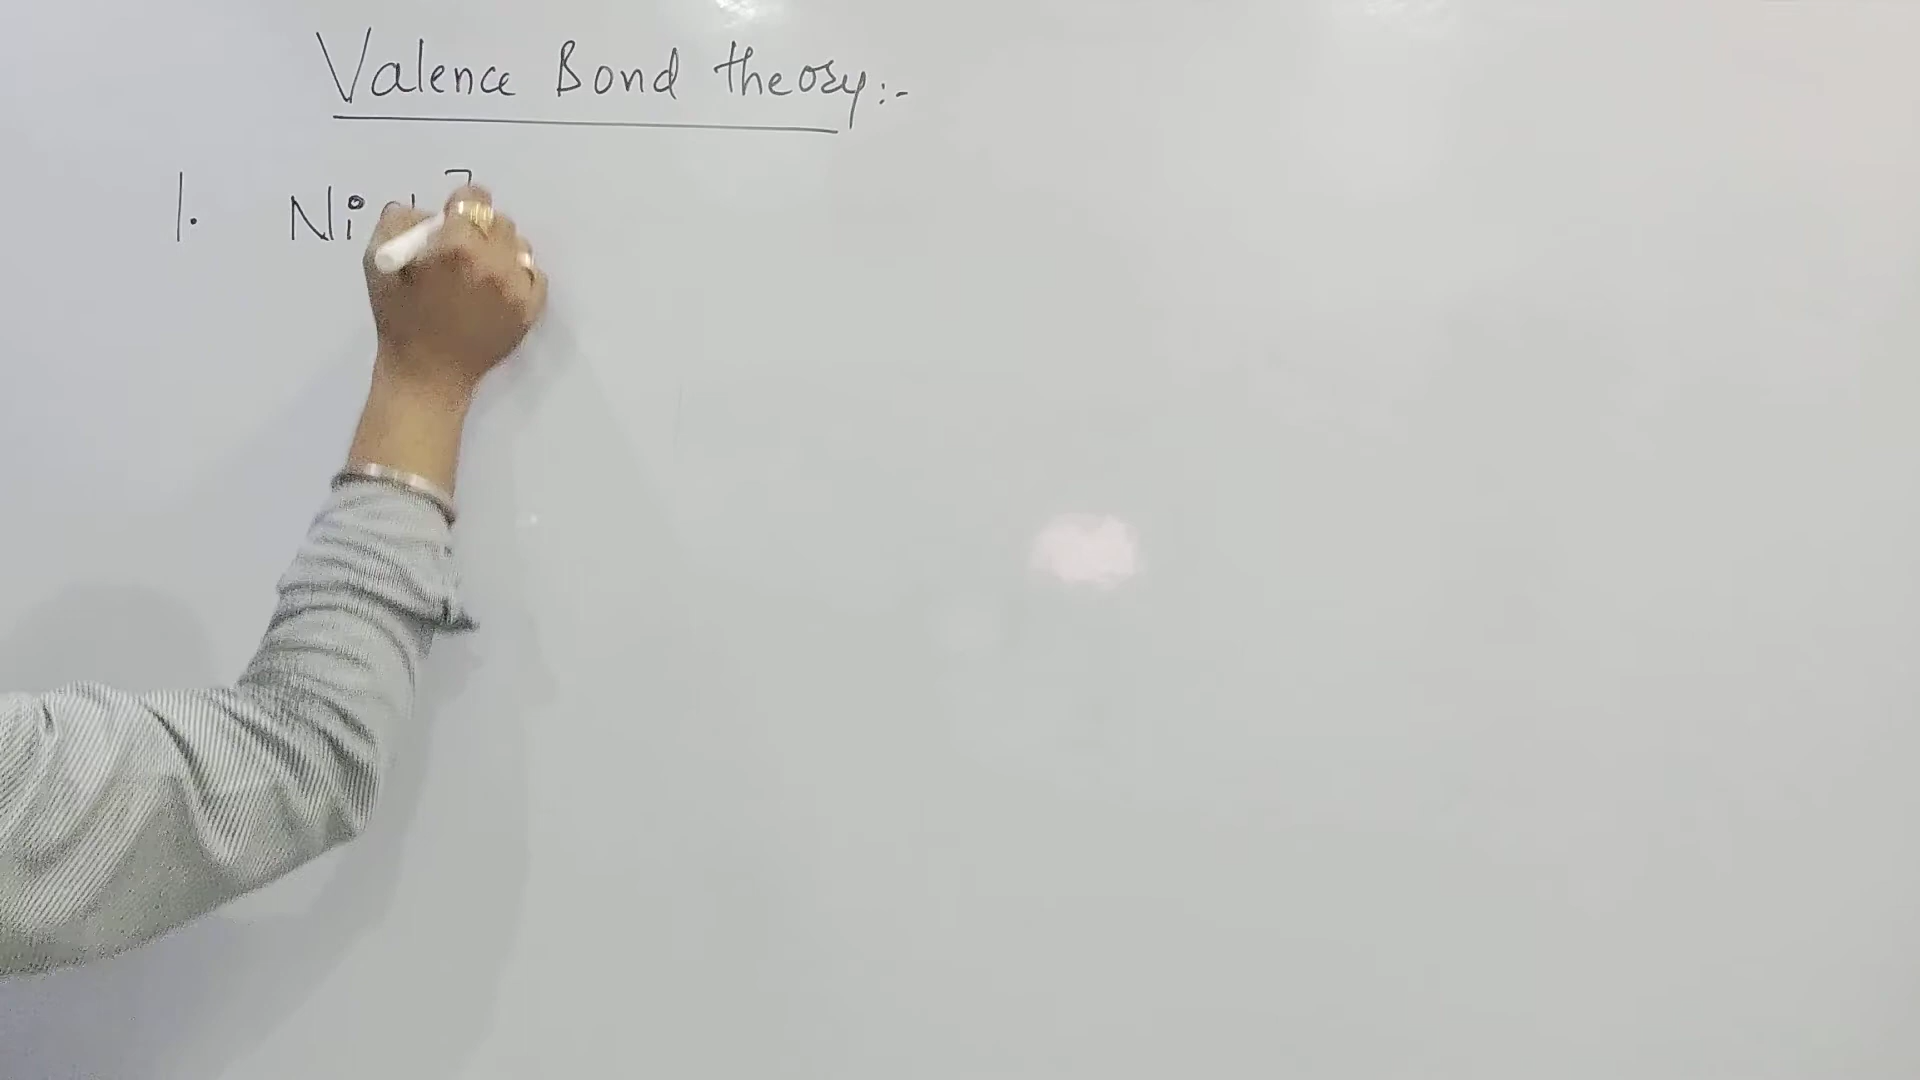 Valence Bond theory:-
1. Ni